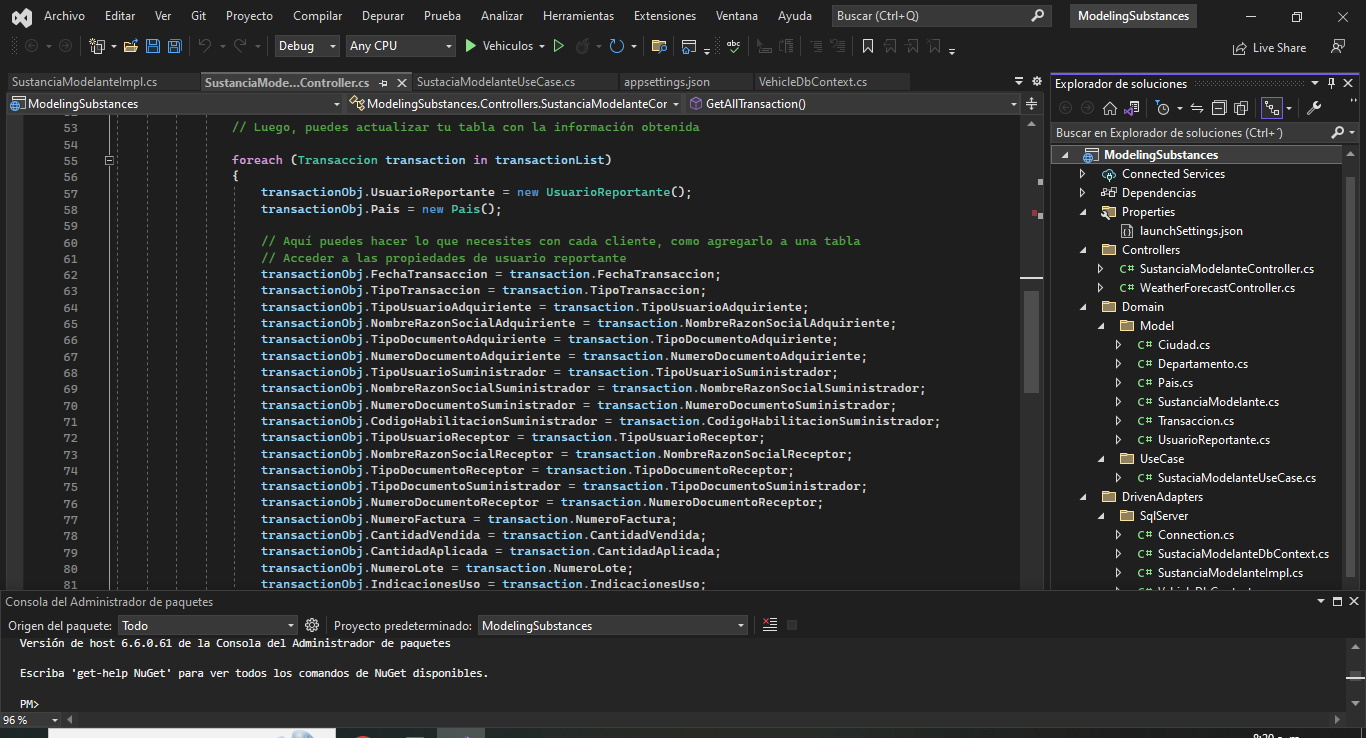 Archivo Editar Ver Git Proyecto Compilar Depurar Prueba Analizar Herramientas Extensiones Ventana Ayuda Buscar (Ctrl+Q) ModelingSubstances
Debug Any CPU Vehiculos Live Share
SustanciaModelanteImpl.cs SustanciaMode...Controller.cs SustaciaModelanteUseCase.cs appsettings.json VehicleDbContext.cs
ModelingSubstances ModelingSubstances.Controllers.SustanciaModelanteCor GetAllTransaction()
53 // Luego, puedes actualizar tu tabla con la información obtenida
54
55 foreach (Transaccion transaction in transactionList)
56 {
57 transactionObj.UsuarioReportante = new UsuarioReportante();
58 transactionObj.Pais = new Pais();
59
60 // Aquí puedes hacer lo que necesites con cada cliente, como agregarlo a una tabla
61 // Acceder a las propiedades de usuario reportante
62 transactionObj.FechaTransaccion = transaction.FechaTransaccion;
63 transactionObj.TipoTransaccion = transaction.TipoTransaccion;
64 transactionObj.TipoUsuarioAdquiriente = transaction.TipoUsuarioAdquiriente;
65 transactionObj.NombreRazonSocialAdquiriente = transaction.NombreRazonSocialAdquiriente;
66 transactionObj.TipoDocumentoAdquiriente = transaction.TipoDocumentoAdquiriente;
67 transactionObj.NumeroDocumentoAdquiriente = transaction.NumeroDocumentoAdquiriente;
68 transactionObj.TipoUsuarioSuministrador = transaction.TipoUsuarioSuministrador;
69 transactionObj.NombreRazonSocialSuministrador = transaction.NombreRazonSocialSuministrador;
70 transactionObj.NumeroDocumentoSuministrador = transaction.NumeroDocumentoSuministrador;
71 transactionObj.CodigoHabilitacionSuministrador = transaction.CodigoHabilitacionSuministrador;
72 transactionObj.TipoUsuarioReceptor = transaction.TipoUsuarioReceptor;
73 transactionObj.NombreRazonSocialReceptor = transaction.NombreRazonSocialReceptor;
74 transactionObj.TipoDocumentoReceptor = transaction.TipoDocumentoReceptor;
75 transactionObj.TipoDocumentoSuministrador = transaction.TipoDocumentoSuministrador;
76 transactionObj.NumeroDocumentoReceptor = transaction.NumeroDocumentoReceptor;
77 transactionObj.NumeroFactura = transaction.NumeroFactura;
78 transactionObj.CantidadVendida = transaction.CantidadVendida;
79 transactionObj.CantidadAplicada = transaction.CantidadAplicada;
80 transactionObj.NumeroLote = transaction.NumeroLote;
81 transactionObj.IndicacionesUso = transaction.IndicacionesUso;
Explorador de soluciones
Buscar en Explorador de soluciones (Ctrl+´)
ModelingSubstances
Connected Services
Dependencias
Properties
launchSettings.json
Controllers
C# SustanciaModelanteController.cs
C# WeatherForecastController.cs
Domain
Model
C# Ciudad.cs
C# Departamento.cs
C# Pais.cs
C# SustanciaModelante.cs
C# Transaccion.cs
C# UsuarioReportante.cs
UseCase
C# SustaciaModelanteUseCase.cs
DrivenAdapters
SqlServer
C# Connection.cs
C# SustaciaModelanteDbContext.cs
C# SustanciaModelanteImpl.cs
Consola del Administrador de paquetes
Origen del paquete: Todo Proyecto predeterminado: ModelingSubstances
Versión de host 6.6.0.61 de la Consola del Administrador de paquetes
Escriba 'get-help NuGet' para ver todos los comandos de NuGet disponibles.
PM>
96 %